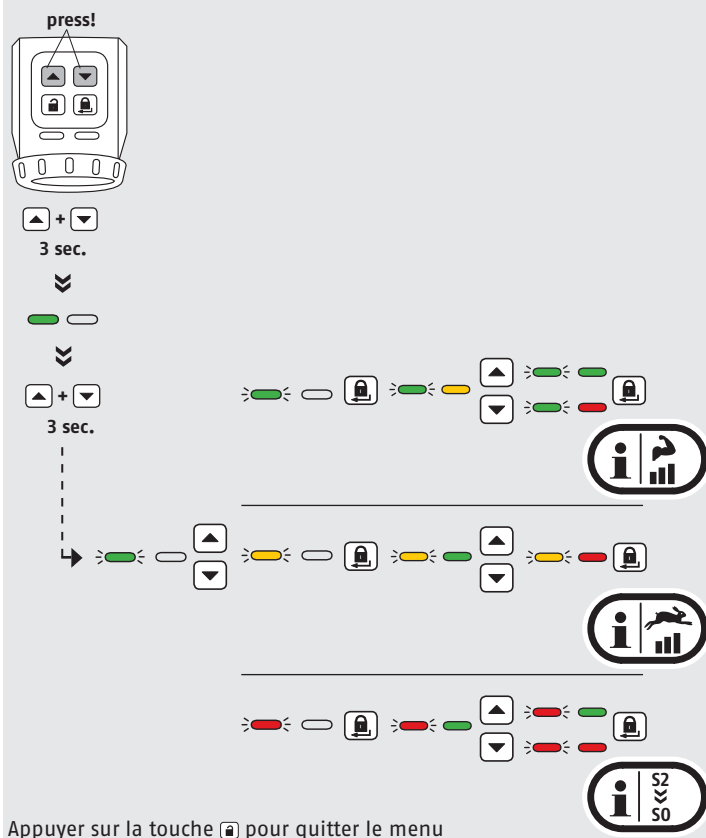 press!
+
3 sec.
+
3 sec.
i
i
i S2
S0
Appuyer sur la touche pour quitter le menu